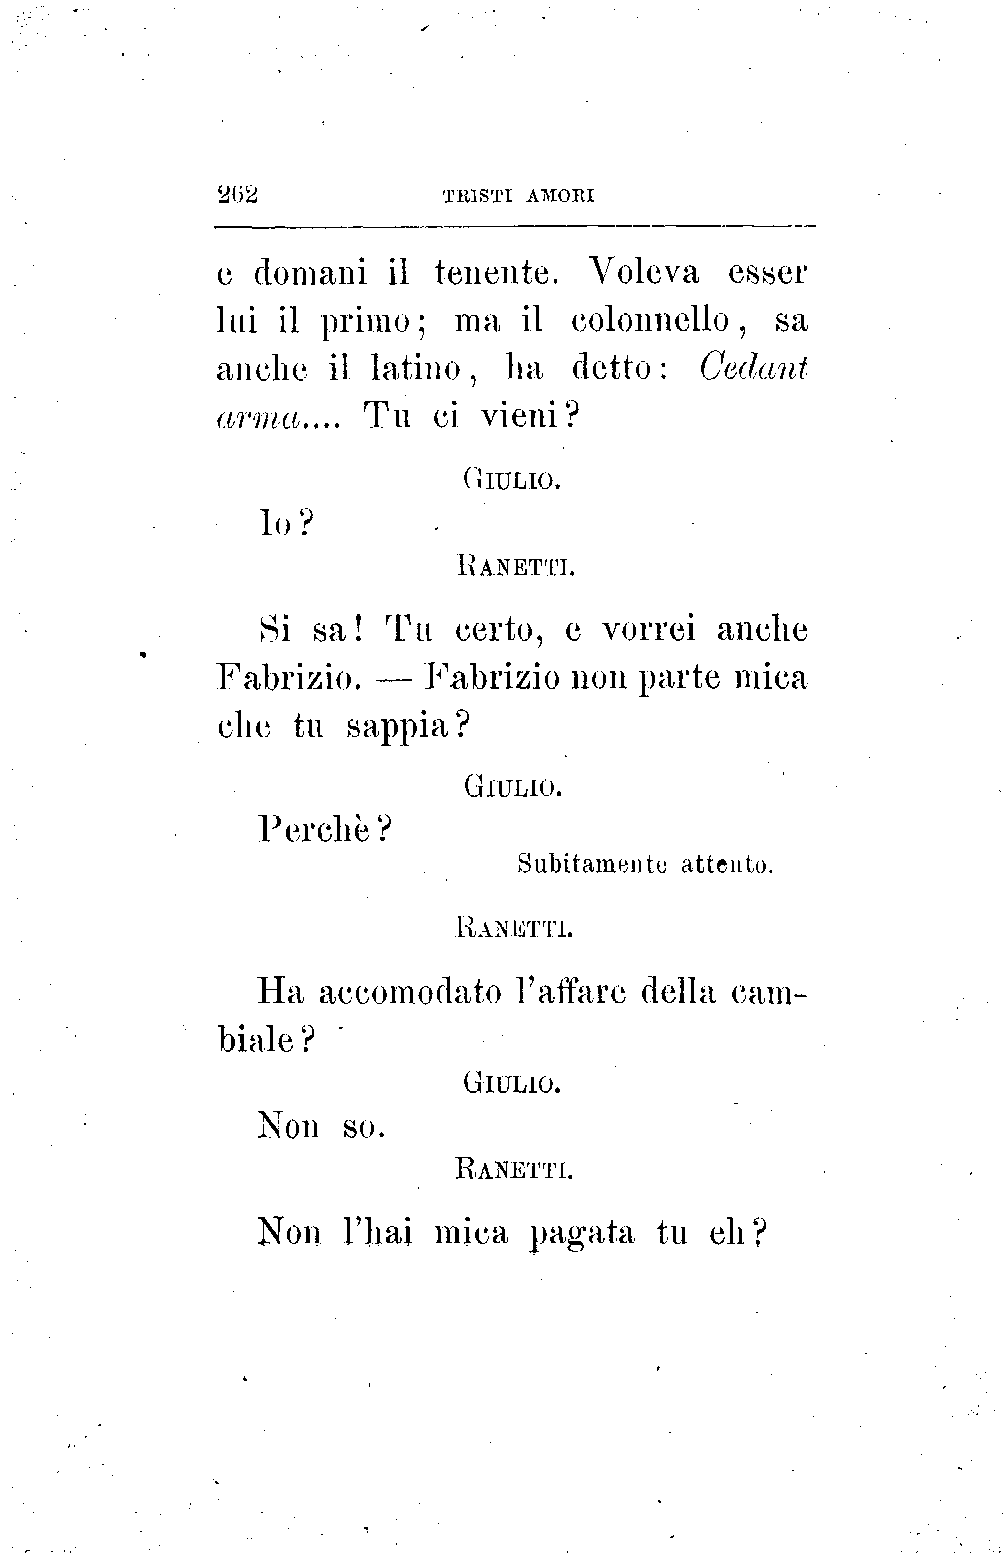 262 TRISTI AMORI
e domani il tenente. Voleva esser
lui il primo; ma il colonnello, sa
anche il latino, ha detto: Cedant
arma.... Tu ci vieni?
GIULIO.
Io?
RANETTI.
Si sa! Tu certo, e vorrei anche
Fabrizio. — Fabrizio non parte mica
che tu sappia?
GIULIO.
Perchè?
Subitamente attento.
RANETTI.
Ha accomodato l'affare della cam-
biale?
GIULIO.
Non so.
RANETTI.
Non l'hai mica pagata tu eh?